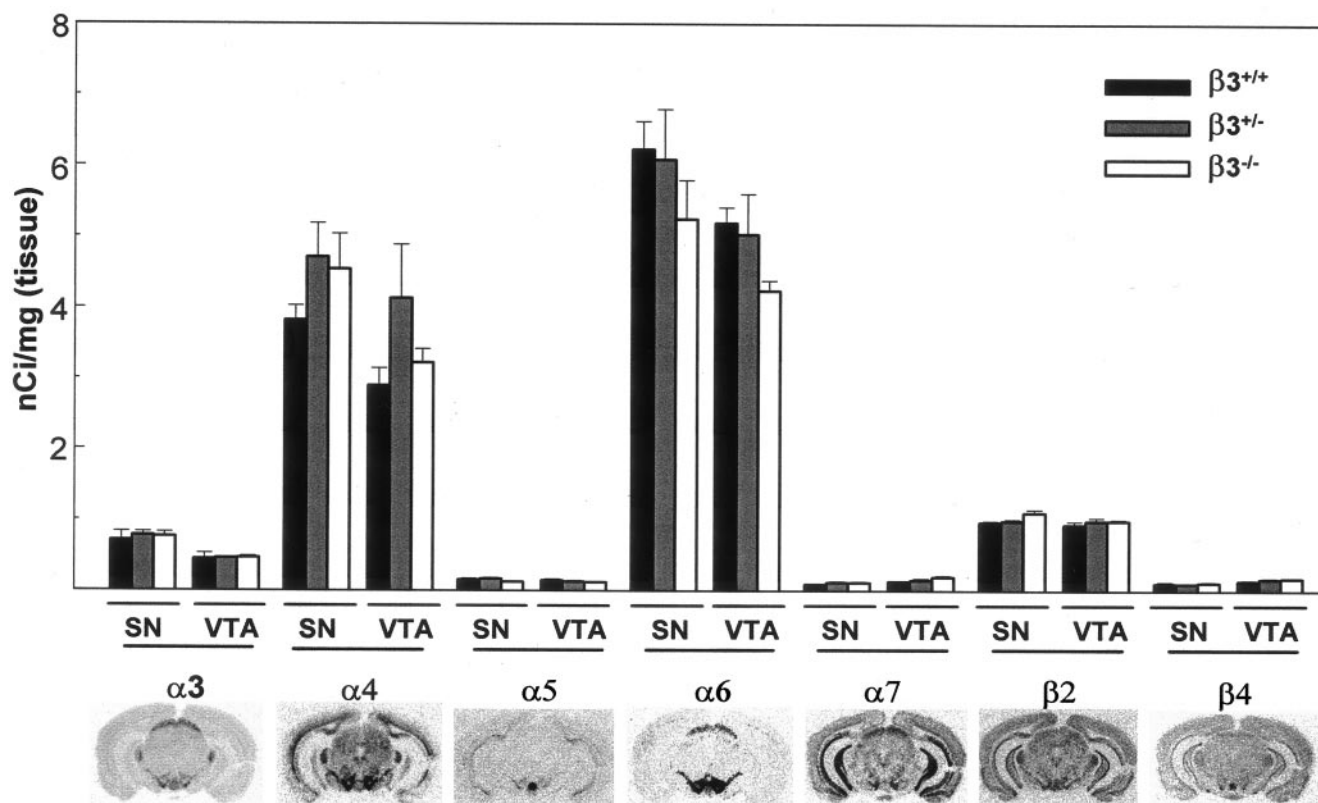 8
6
4
2
nCi/mg (tissue)
β3+/+
β3+/-
β3-/-
SN VTA SN VTA SN VTA SN VTA SN VTA SN VTA SN VTA
α3 α4 α5 α6 α7 β2 β4